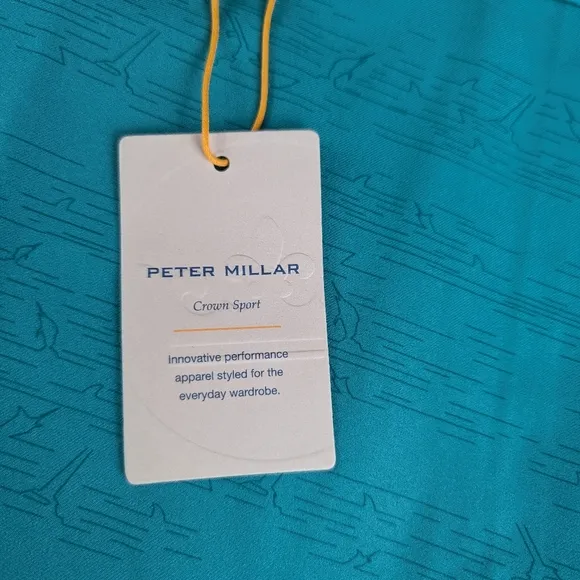 PETER MILLAR
Crown Sport
Innovative performance
apparel styled for the
everyday wardrobe.